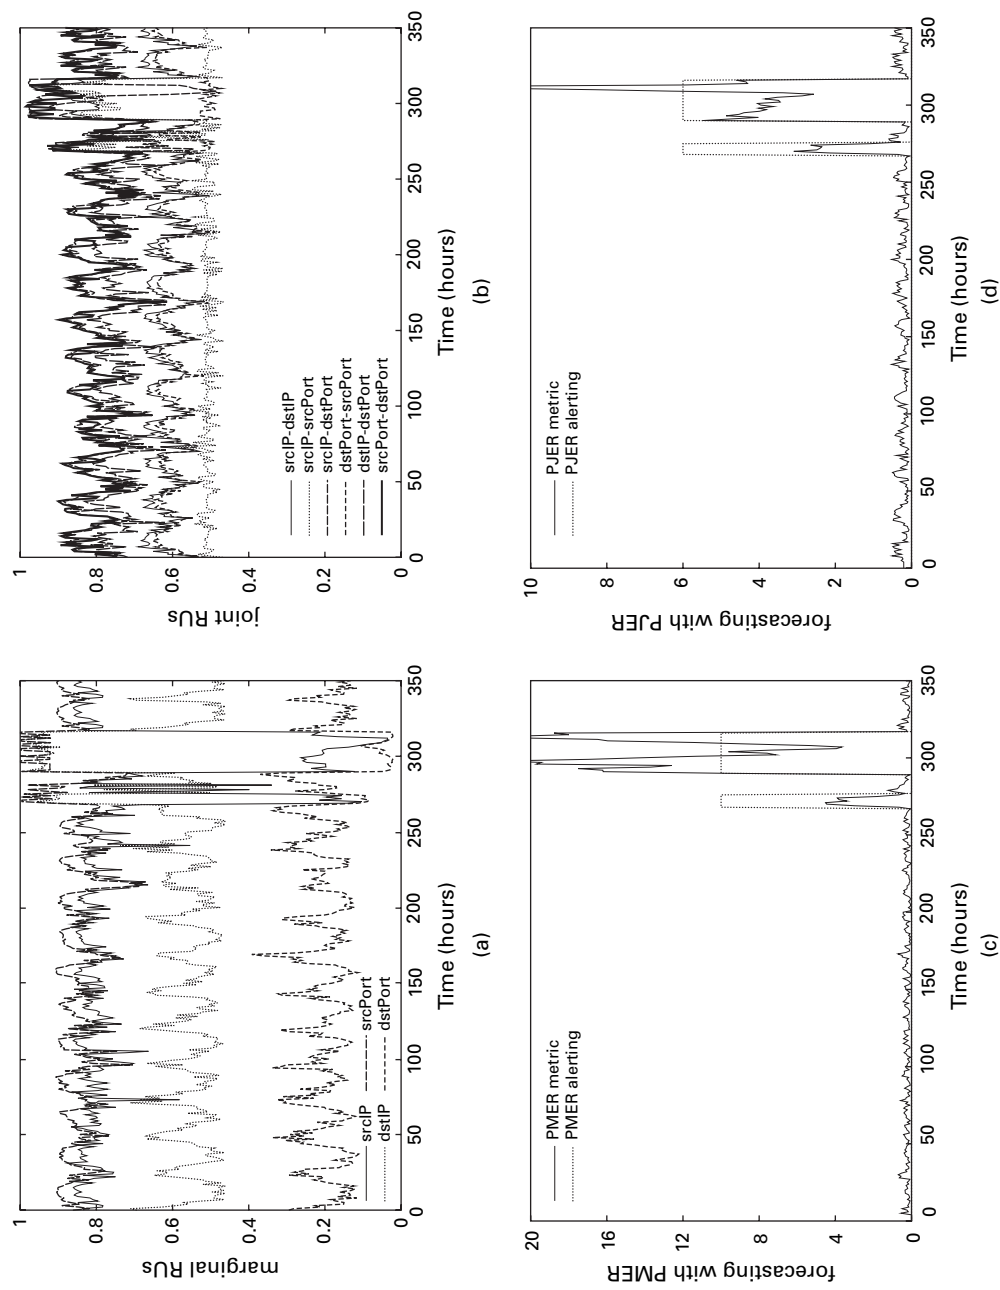 1
0.8
0.6
0.4
0.2
0
marginal RUs
srcIP
dstIP
srcPort
dstPort
0 50 100 150 200 250 300 350
Time (hours)
(a)
1
0.8
0.6
0.4
0.2
0
joint RUs
srcIP-dstIP
srcIP-srcPort
srcIP-dstPort
dstPort-srcPort
dstIP-dstPort
srcPort-dstPort
0 50 100 150 200 250 300 350
Time (hours)
(b)
20
16
12
8
4
0
forecasting with PMER
PMER metric
PMER alerting
0 50 100 150 200 250 300 350
Time (hours)
(c)
10
8
6
4
2
0
forecasting with PJER
PJER metric
PJER alerting
0 50 100 150 200 250 300 350
Time (hours)
(d)